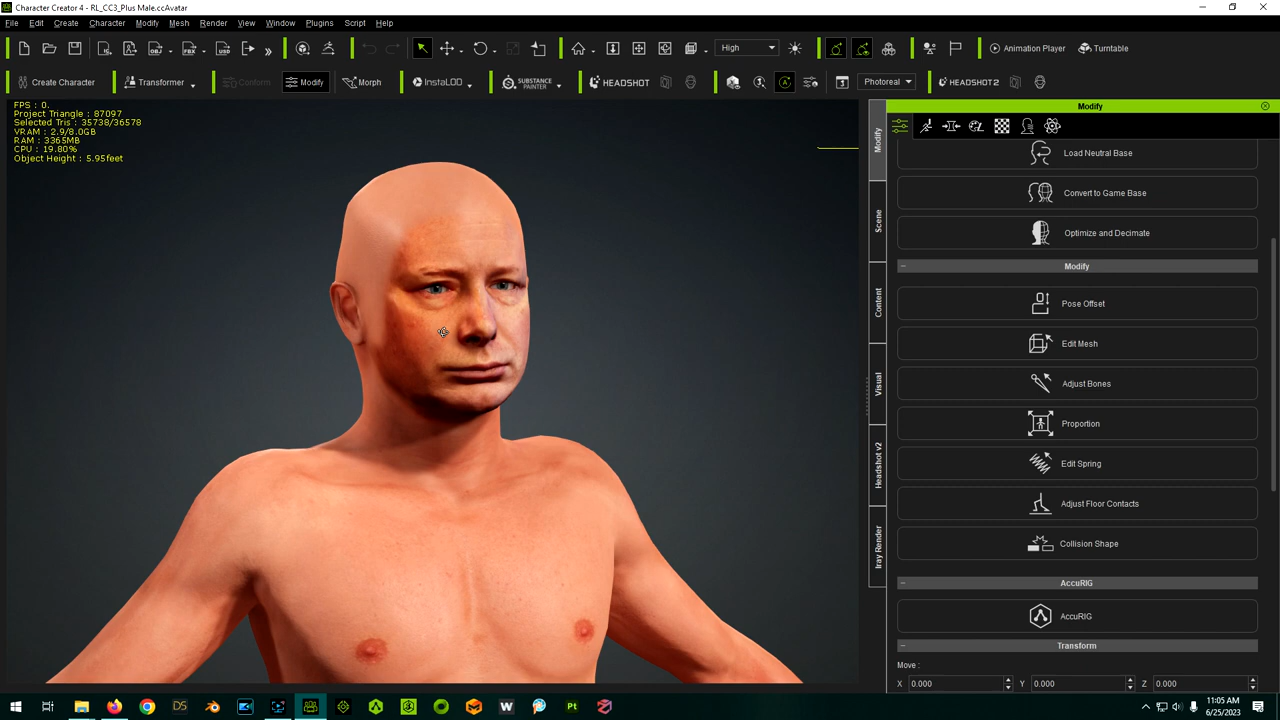 Character Creator 4 - RL_CC3_Plus Male.ccAvatar
File Edit Create Character Modify Mesh Render View Window Plugins Script Help
High Animation Player Turntable
Create Character Transformer Conform Modify Morph InstaLOD SUBSTANCE PAINTER HEADSHOT Photoreal HEADSHOT2
FPS : 0.
Project Triangle : 87097
Selected Tris : 35738/36578
VRAM : 2.9/8.0GB
RAM : 3365MB
CPU : 19.80%
Object Height : 5.95feet
Modify
Scene
Content
Visual
Headshot v2
Iray Render
Modify
Load Neutral Base
Convert to Game Base
Optimize and Decimate
Modify
Pose Offset
Edit Mesh
Adjust Bones
Proportion
Edit Spring
Adjust Floor Contacts
Collision Shape
AccuRIG
AccuRIG
Transform
Move :
X 0.000 Y 0.000 Z 0.000
DS W Pt
11:05 AM
6/25/2023